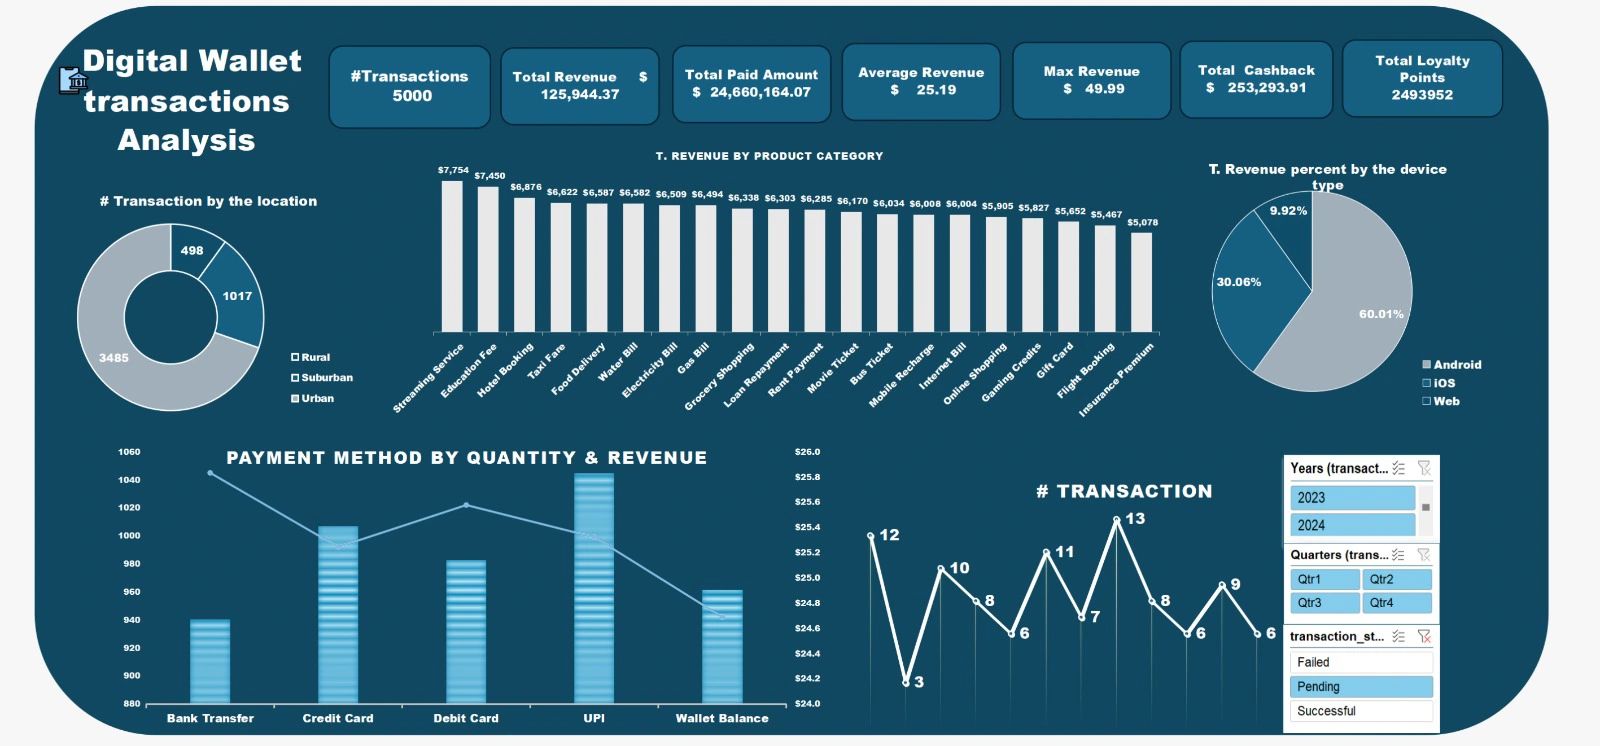 Digital Wallet
transactions
Analysis
#Transactions
5000
Total Revenue $
125,944.37
Total Paid Amount
$ 24,660,164.07
Average Revenue
$ 25.19
Max Revenue
$ 49.99
Total Cashback
$ 253,293.91
Total Loyalty
Points
2493952
# Transaction by the location
498
1017
3485
Rural
Suburban
Urban
T. REVENUE BY PRODUCT CATEGORY
$7,754
$7,450
$6,876
$6,622
$6,587
$6,582
$6,509
$6,494
$6,338
$6,303
$6,285
$6,170
$6,034
$6,008
$6,004
$5,905
$5,827
$5,652
$5,467
$5,078
Streaming Service
Education Fee
Hotel Booking
Taxi Fare
Food Delivery
Water Bill
Electricity Bill
Gas Bill
Grocery Shopping
Loan Repayment
Rent Payment
Movie Ticket
Bus Ticket
Mobile Recharge
Internet Bill
Online Shopping
Gaming Credits
Gift Card
Flight Booking
Insurance Premium
T. Revenue percent by the device
type
9.92%
30.06%
60.01%
Android
iOS
Web
PAYMENT METHOD BY QUANTITY & REVENUE
1060
1040
1020
1000
980
960
940
920
900
880
$26.0
$25.8
$25.6
$25.4
$25.2
$25.0
$24.8
$24.6
$24.4
$24.2
$24.0
Bank Transfer
Credit Card
Debit Card
UPI
Wallet Balance
# TRANSACTION
12
3
10
8
6
11
7
13
8
6
9
6
Years (transact...
2023
2024
Quarters (trans...
Qtr1
Qtr2
Qtr3
Qtr4
transaction_st...
Failed
Pending
Successful